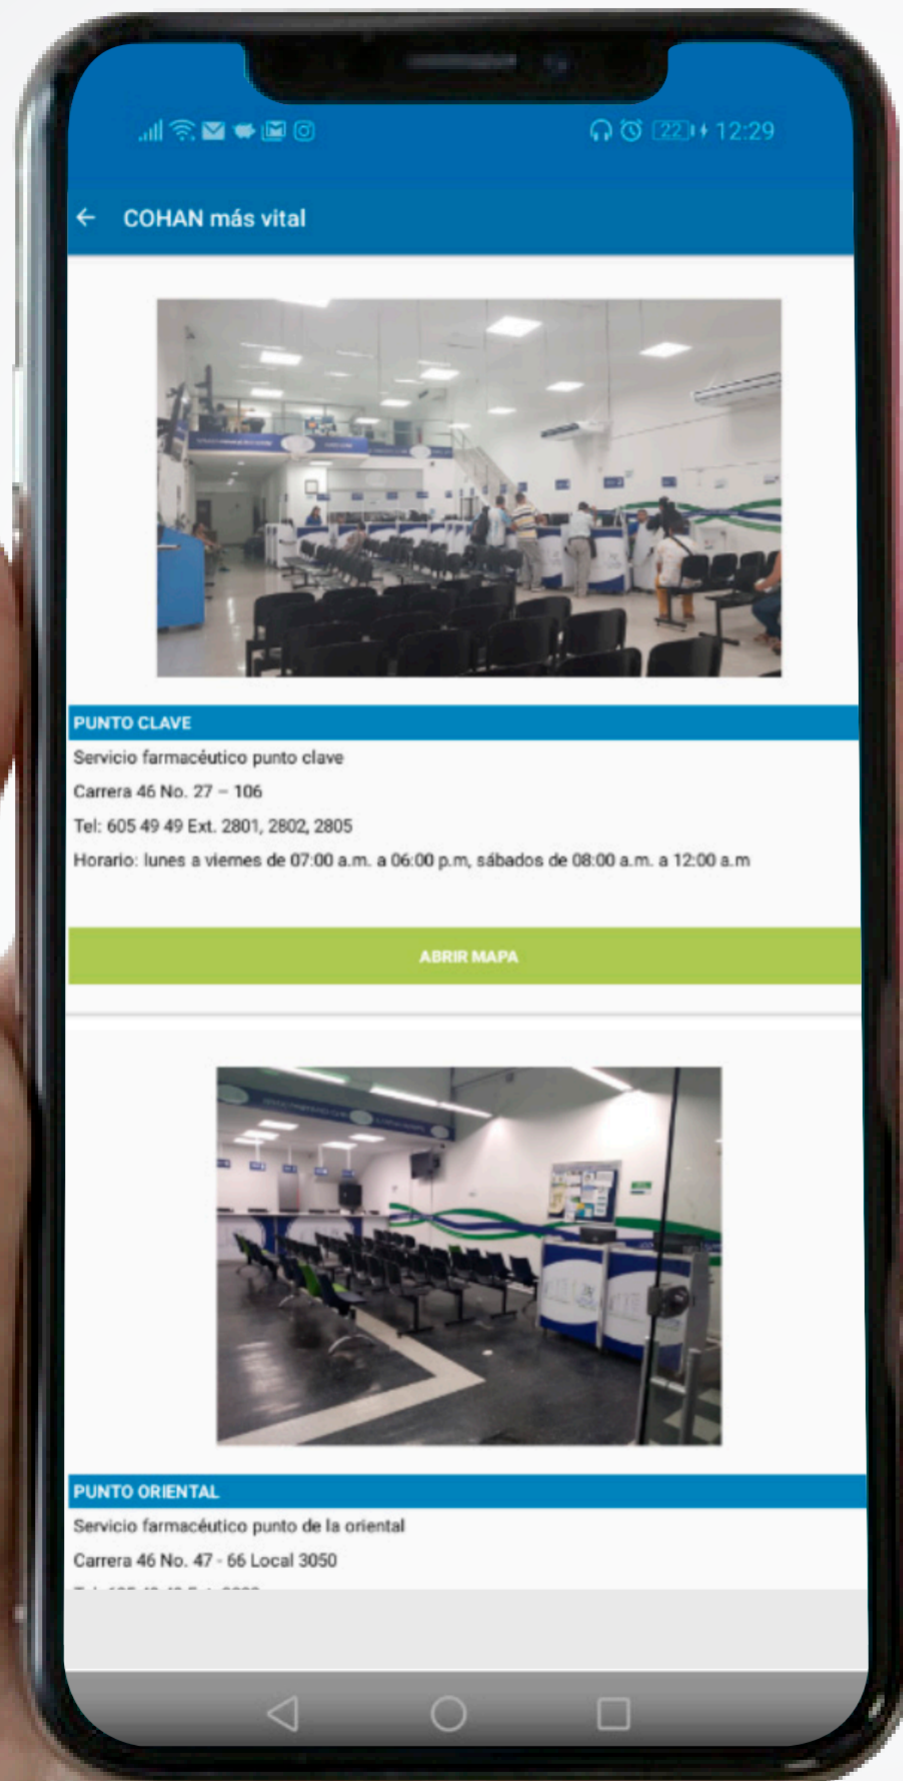 22 12:29
COHAN más vital
PUNTO CLAVE
Servicio farmacéutico punto clave
Carrera 46 No. 27 – 106
Tel: 605 49 49 Ext. 2801, 2802, 2805
Horario: lunes a viernes de 07:00 a.m. a 06:00 p.m, sábados de 08:00 a.m. a 12:00 a.m
ABRIR MAPA
PUNTO ORIENTAL
Servicio farmacéutico punto de la oriental
Carrera 46 No. 47 - 66 Local 3050